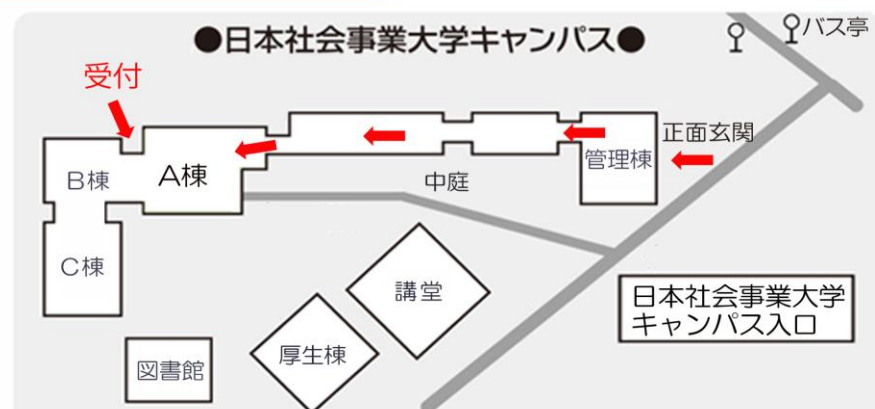 ●日本社会事業大学キャンパス●
バス亭
受付
正面玄関
管理棟
B棟
A棟
中庭
C棟
講堂
日本社会事業大学
キャンパス入口
厚生棟
図書館